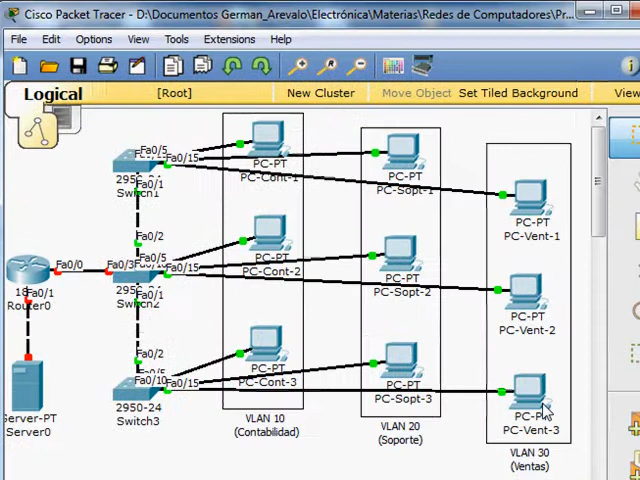 Cisco Packet Tracer - D:\Documentos German_Arevalo\Electrónica\Materias\Redes de Computadores\Pr...
File Edit Options View Tools Extensions Help
Logical [Root] New Cluster Move Object Set Tiled Background View
Fa0/5
Fa0/15
Switch1
Fa0/1
PC-PT
PC-Cont-1
PC-PT
PC-Sopt-1
PC-PT
PC-Vent-1
Fa0/0
Fa0/3
Fa0/2
Fa0/5
Fa0/15
Switch2
Fa0/1
PC-PT
PC-Cont-2
PC-PT
PC-Sopt-2
PC-PT
PC-Vent-2
Fa0/1
Router0
Server-PT
Server0
Fa0/2
Fa0/10
Fa0/15
2950-24
Switch3
PC-PT
PC-Cont-3
PC-PT
PC-Sopt-3
PC-Vent-3
VLAN 10
(Contabilidad)
VLAN 20
(Soporte)
VLAN 30
(Ventas)